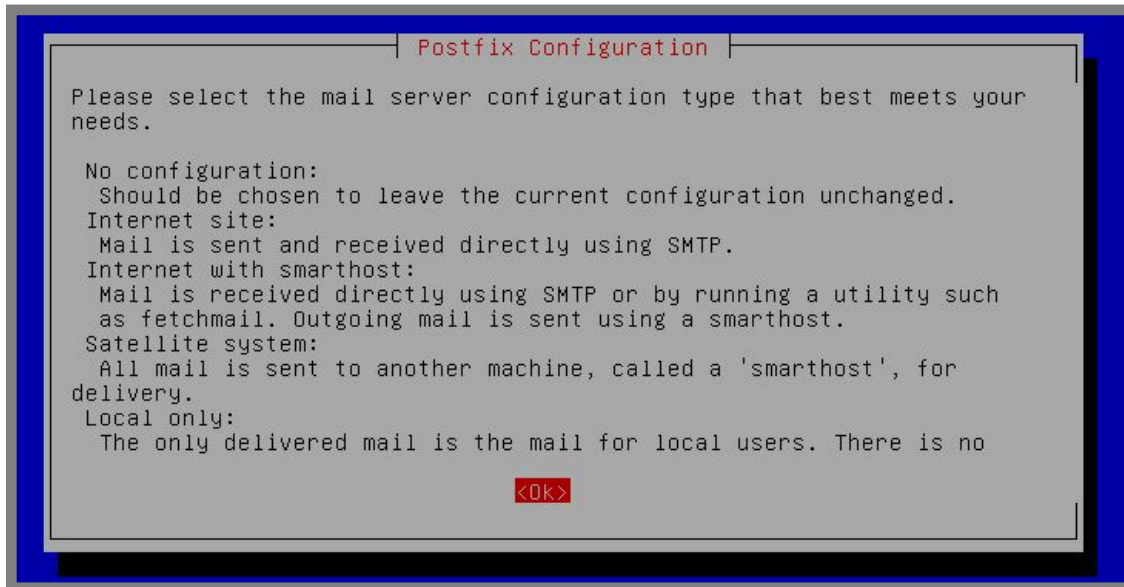 Postfix Configuration
Please select the mail server configuration type that best meets your
needs.
No configuration:
Should be chosen to leave the current configuration unchanged.
Internet site:
Mail is sent and received directly using SMTP.
Internet with smarthost:
Mail is received directly using SMTP or by running a utility such
as fetchmail. Outgoing mail is sent using a smarthost.
Satellite system:
All mail is sent to another machine, called a 'smarthost', for
delivery.
Local only:
The only delivered mail is the mail for local users. There is no
<Ok>